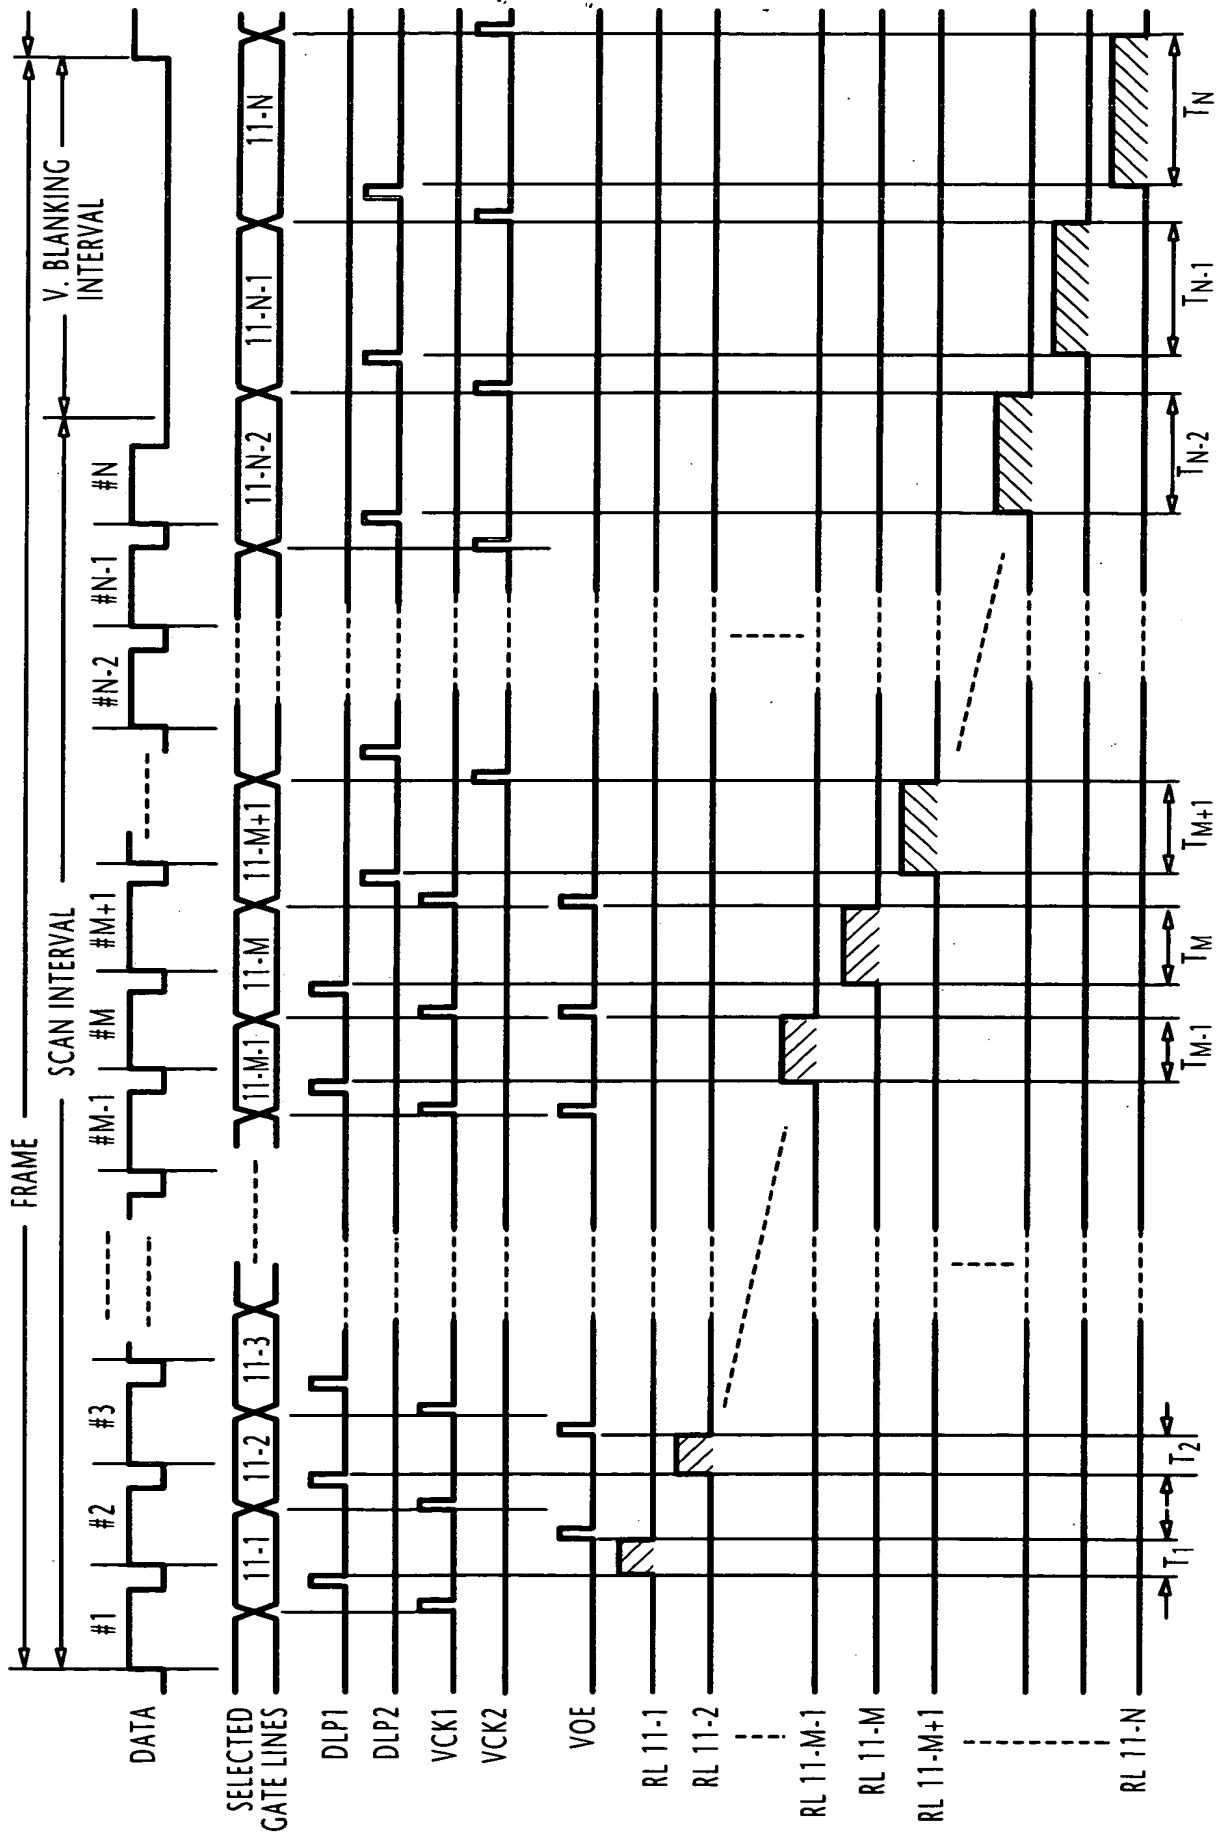 FRAME
SCAN INTERVAL
V. BLANKING
INTERVAL
#1
#2
#3
#M-1
#M
#M+1
#N-2
#N-1
#N
DATA
SELECTED
GATE LINES
11-1
11-2
11-3
11-M-1
11-M
11-M+1
11-N-2
11-N-1
11-N
DLP1
DLP2
VCK1
VCK2
VOE
RL 11-1
RL 11-2
RL 11-M-1
RL 11-M
RL 11-M+1
RL 11-N
T1
T2
TM-1
TM
TM+1
TN-2
TN-1
TN